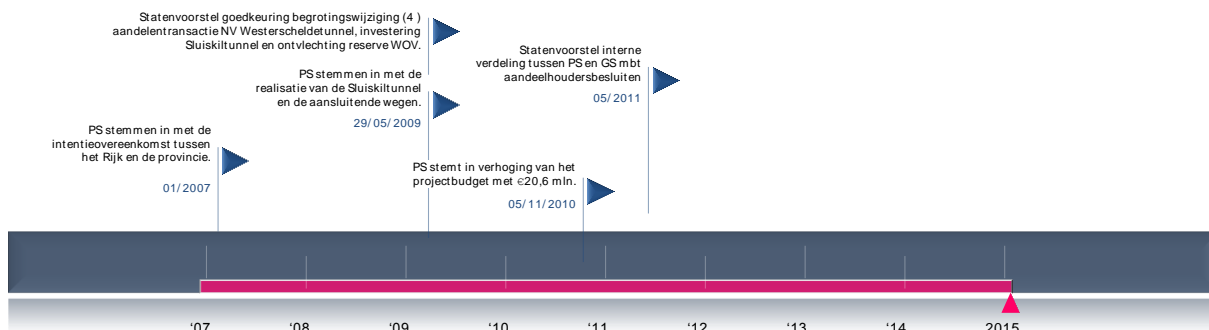 Statenvoorstel goedkeuring begrotingswijziging (4 )
aandelentransactie NV Westerscheldetunnel, investering
Sluiskiltunnel en ontvlechting reserve WOV.
Statenvoorstel interne
verdeling tussen PS en GS mbt
aandeelhoudersbesluiten
05/2011
PS stemmen in met de
realisatie van de Sluiskiltunnel
en de aansluitende wegen.
29/05/2009
PS stemmen in met de
intentieovereenkomst tussen
het Rijk en de provincie.
01/2007
PS stemt in verhoging van het
projectbudget met €20,6 mln.
05/11/2010
‘07 ‘08 ‘09 ‘10 ‘11 ‘12 ‘13 ‘14 2015